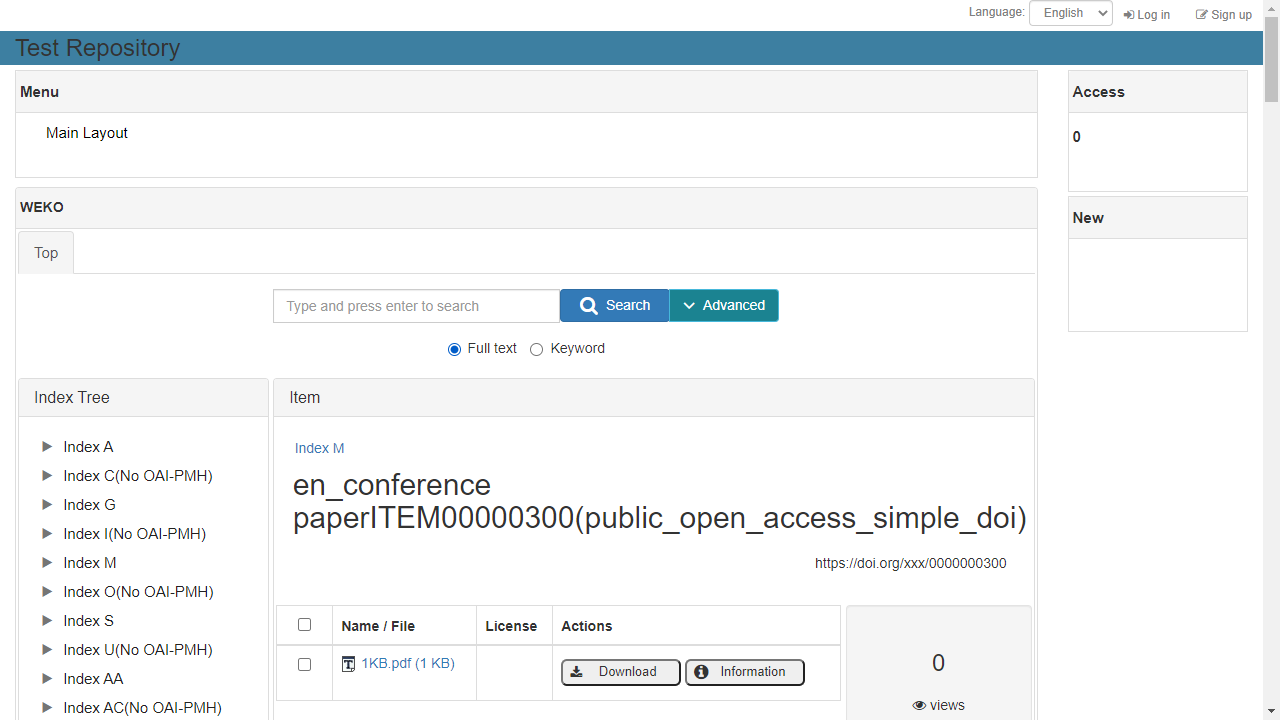 Language: English Log in Sign up
Test Repository
Menu
Main Layout
Access
0
New
WEKO
Top
Type and press enter to search Search Advanced
Full text Keyword
Index Tree
Index A
Index C(No OAI-PMH)
Index G
Index I(No OAI-PMH)
Index M
Index O(No OAI-PMH)
Index S
Index U(No OAI-PMH)
Index AA
Index AC(No OAI-PMH)
Item
Index M
en_conference
paperITEM00000300(public_open_access_simple_doi)
https://doi.org/xxx/0000000300
Name / File License Actions
1KB.pdf (1 KB) Download Information
0
views